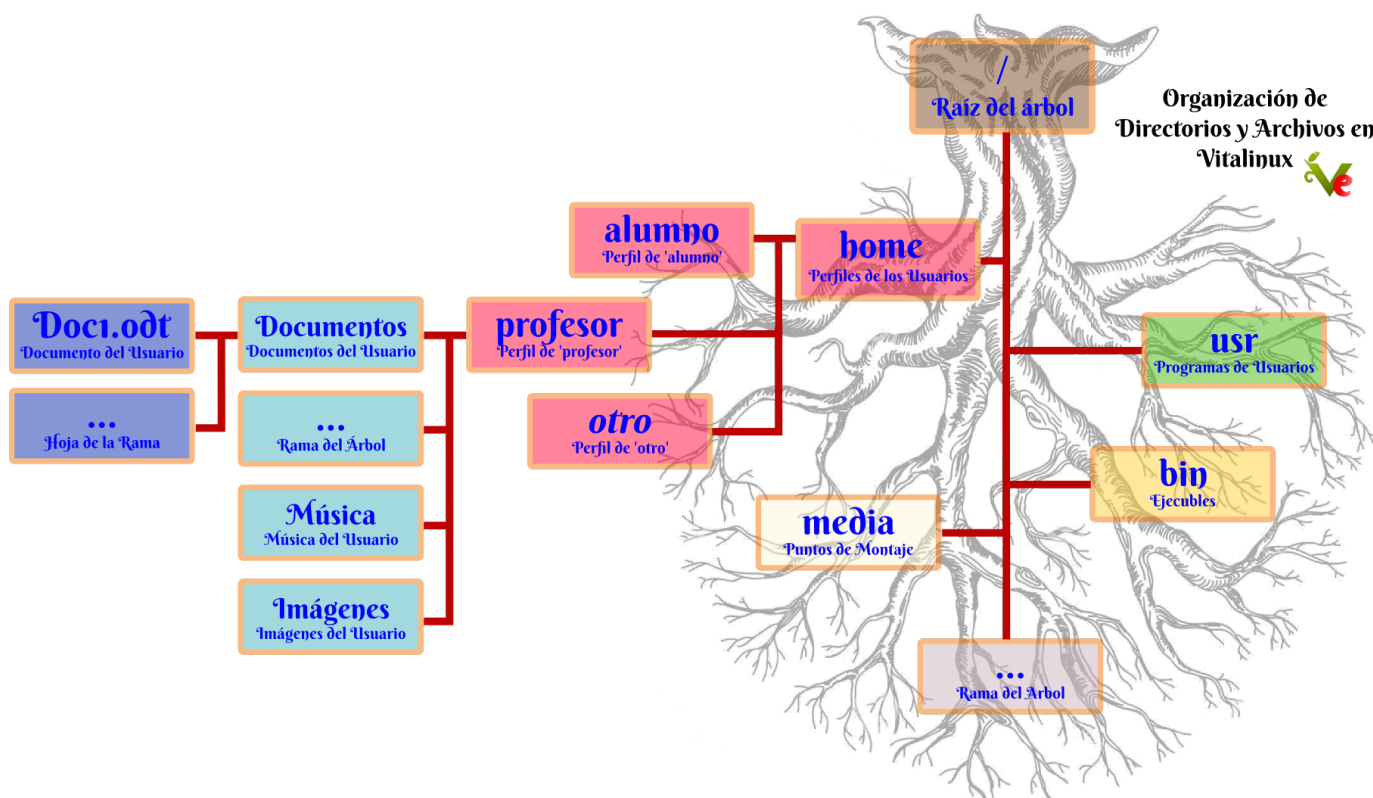 /
Raíz del árbol
Organización de
Directorios y Archivos en
Vitalinux
Ve
alumno
Perfil de 'alumno'
home
Perfiles de los Usuarios
Doc1.odt
Documento del Usuario
Documentos
Documentos del Usuario
profesor
Perfil de 'profesor'
usr
Programas de Usuarios
...
Hoja de la Rama
...
Rama del Árbol
otro
Perfil de 'otro'
bin
Ejecubles
Música
Música del Usuario
media
Puntos de Montaje
Imágenes
Imágenes del Usuario
...
Rama del Arbol